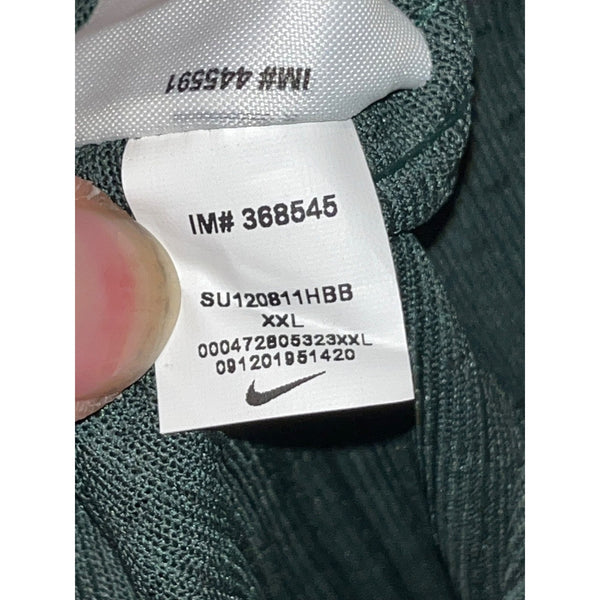 IM# 445591
IM# 368545
SU120811HBB
XXL
000472805323XXL
091201951420